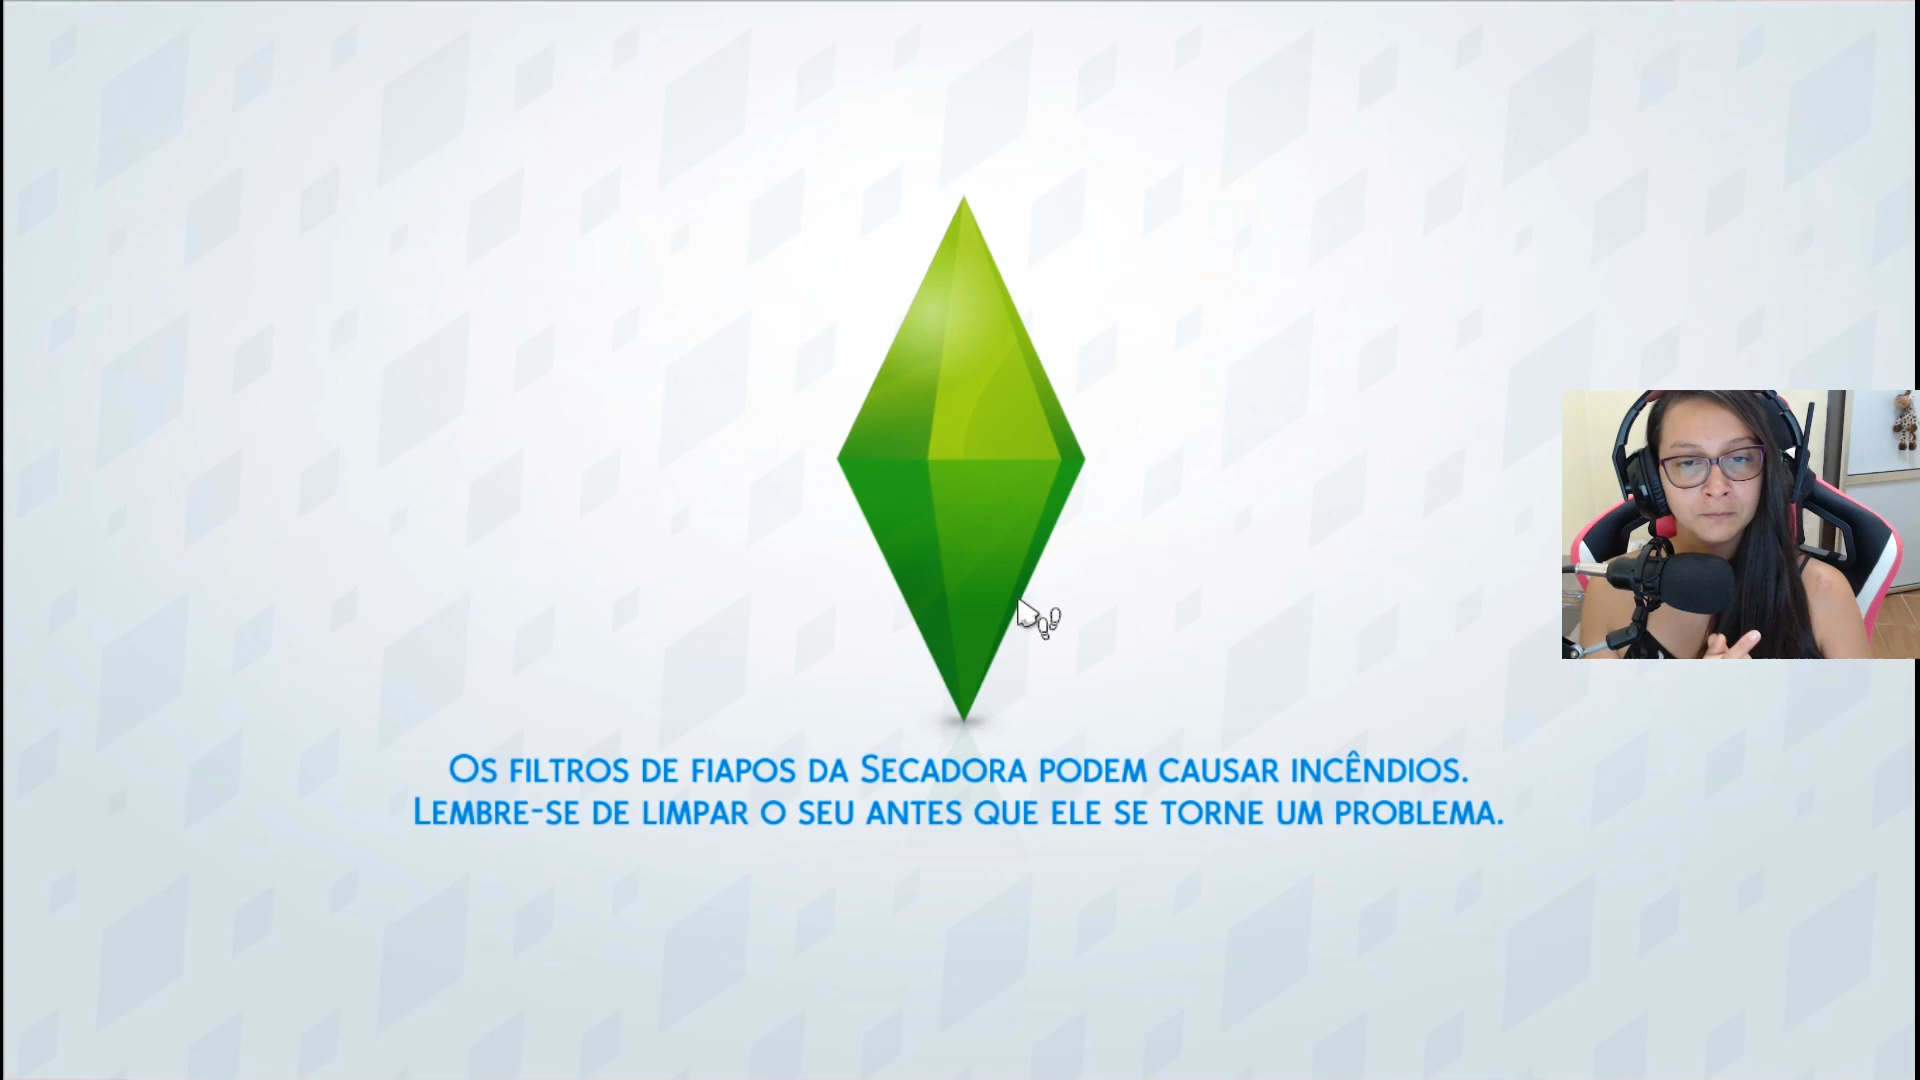 Os filtros de fiapos da Secadora podem causar incêndios.
Lembre-se de limpar o seu antes que ele se torne um problema.